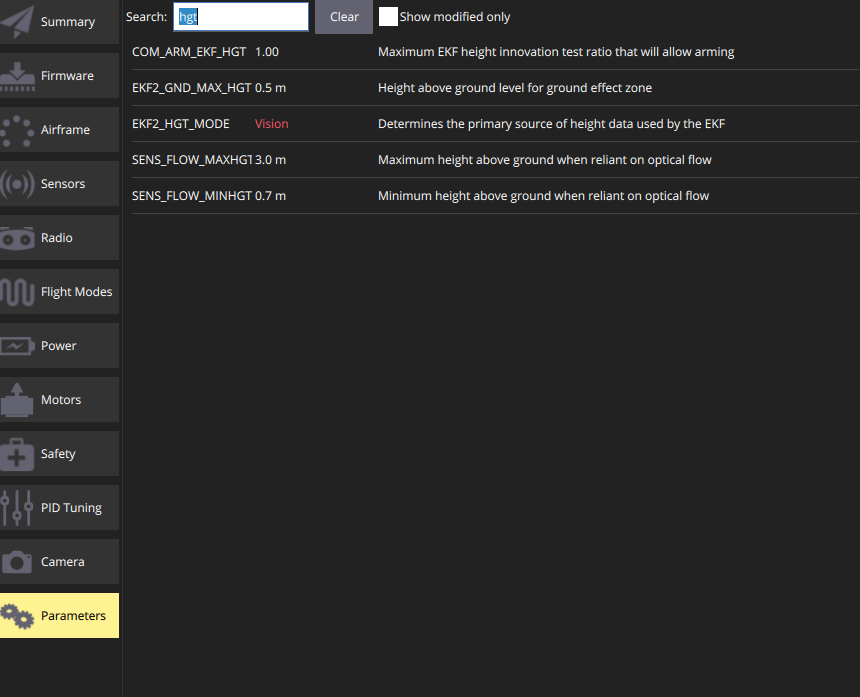 Summary
Firmware
Airframe
Sensors
Radio
Flight Modes
Power
Motors
Safety
PID Tuning
Camera
Parameters
Search: hgt Clear Show modified only
COM_ARM_EKF_HGT 1.00 Maximum EKF height innovation test ratio that will allow arming
EKF2_GND_MAX_HGT 0.5 m Height above ground level for ground effect zone
EKF2_HGT_MODE Vision Determines the primary source of height data used by the EKF
SENS_FLOW_MAXHGT 3.0 m Maximum height above ground when reliant on optical flow
SENS_FLOW_MINHGT 0.7 m Minimum height above ground when reliant on optical flow